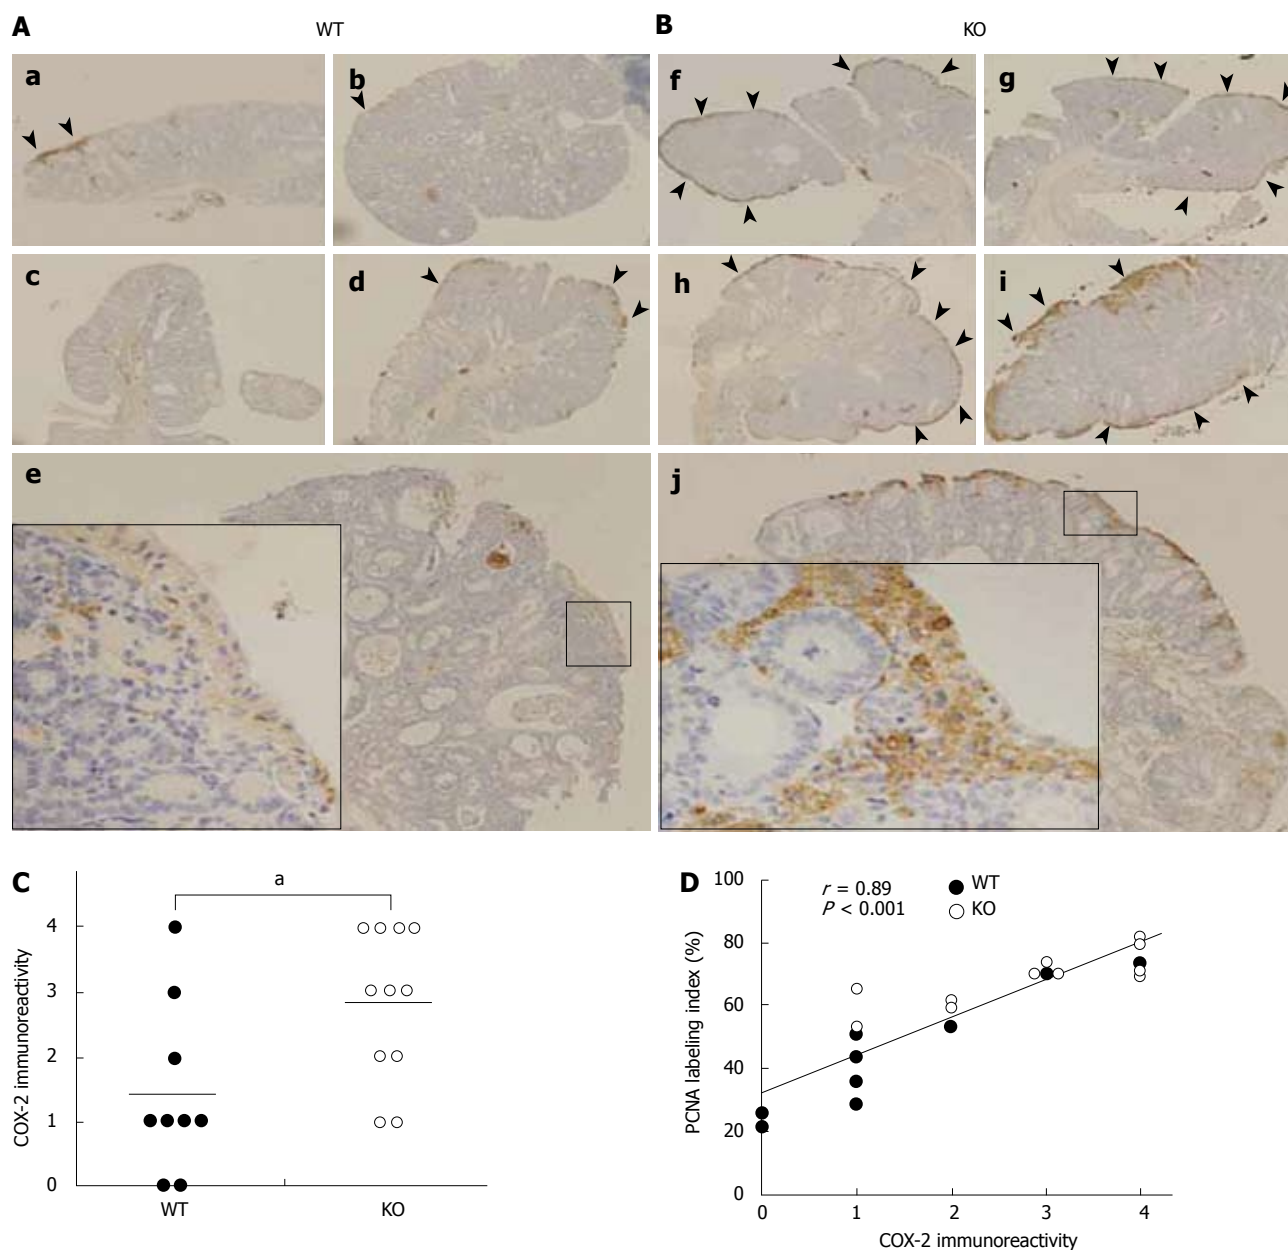 A WT B KO
a b f g
c d h i
e j
C
a
COX-2 immunoreactivity
4
3
2
1
0
WT KO
D
r = 0.89
P < 0.001
WT
KO
PCNA labeling index (%)
100
80
60
40
20
0
0 1 2 3 4
COX-2 immunoreactivity